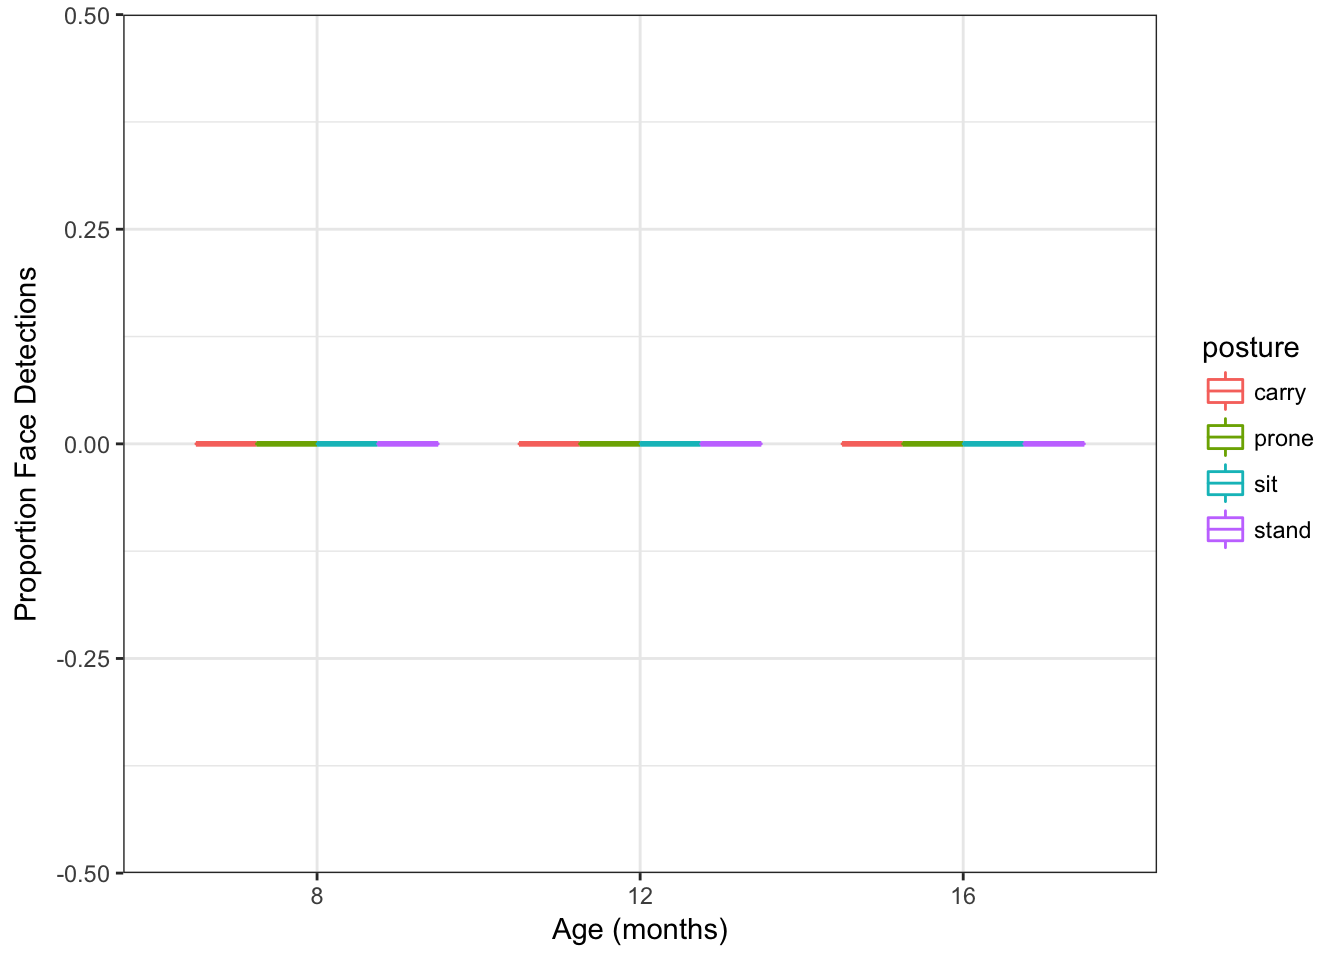 0.50
0.25
0.00
-0.25
-0.50
Proportion Face Detections
8
12
16
Age (months)
posture
carry
prone
sit
stand